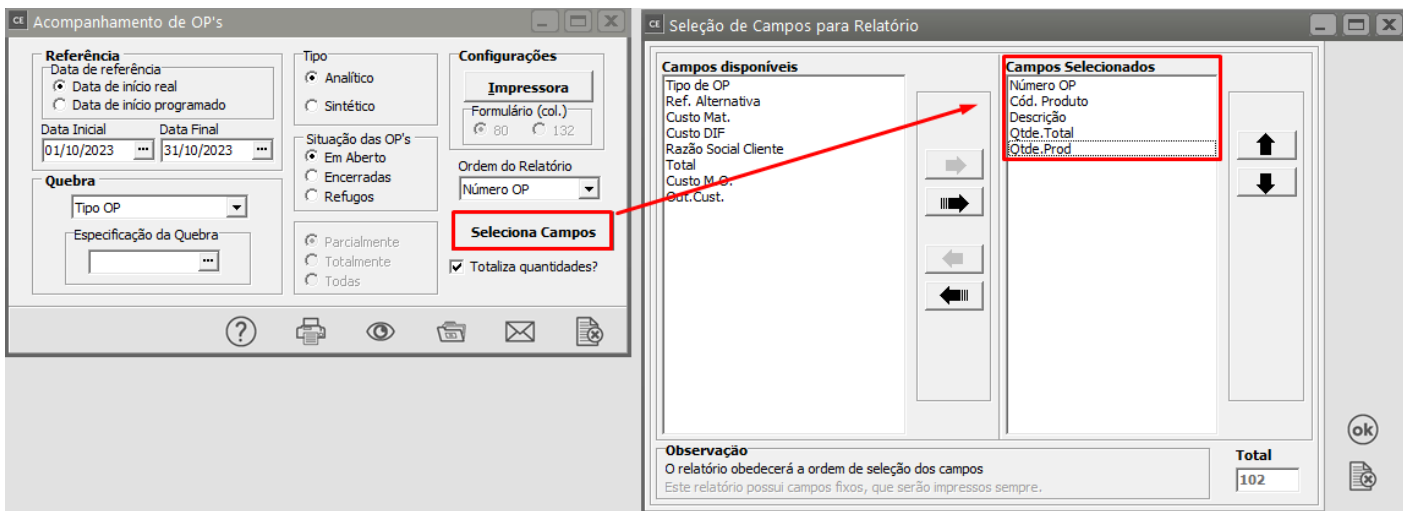 CE Acompanhamento de OP's
Referência
Data de referência
Data de início real
Data de início programado
Data Inicial Data Final
01/10/2023 ... 31/10/2023 ...
Quebra
Tipo OP
Especificação da Quebra
...
Tipo
Analítico
Sintético
Situação das OP's
Em Aberto
Encerradas
Refugos
Parcialmente
Totalmente
Todas
Configurações
Impressora
Formulário (col.)
80 132
Ordem do Relatório
Número OP
Seleciona Campos
Totaliza quantidades?
CE Seleção de Campos para Relatório
Campos disponíveis
Tipo de OP
Ref. Alternativa
Custo Mat.
Custo DIF
Razão Social Cliente
Total
Custo M.O.
Out.Cust.
Campos Selecionados
Número OP
Cód. Produto
Descrição
Qtde.Total
Qtde.Prod
Observação
O relatório obedecerá a ordem de seleção dos campos
Este relatório possui campos fixos, que serão impressos sempre.
Total
102
ok